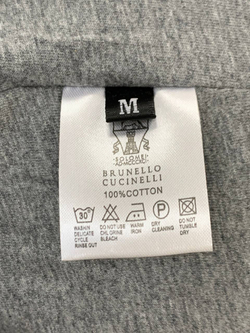 M
SOLOMEO
BRUNELLO
CUCINELLI
100%COTTON
30°
P
WASHIN
DELICATE
CYCLE
RINSE OUT
DO NOT USE
CHLORINE
BLEACH
WARM
IRON
DRY
CLEANING
DO NOT
TUMBLE
DRY